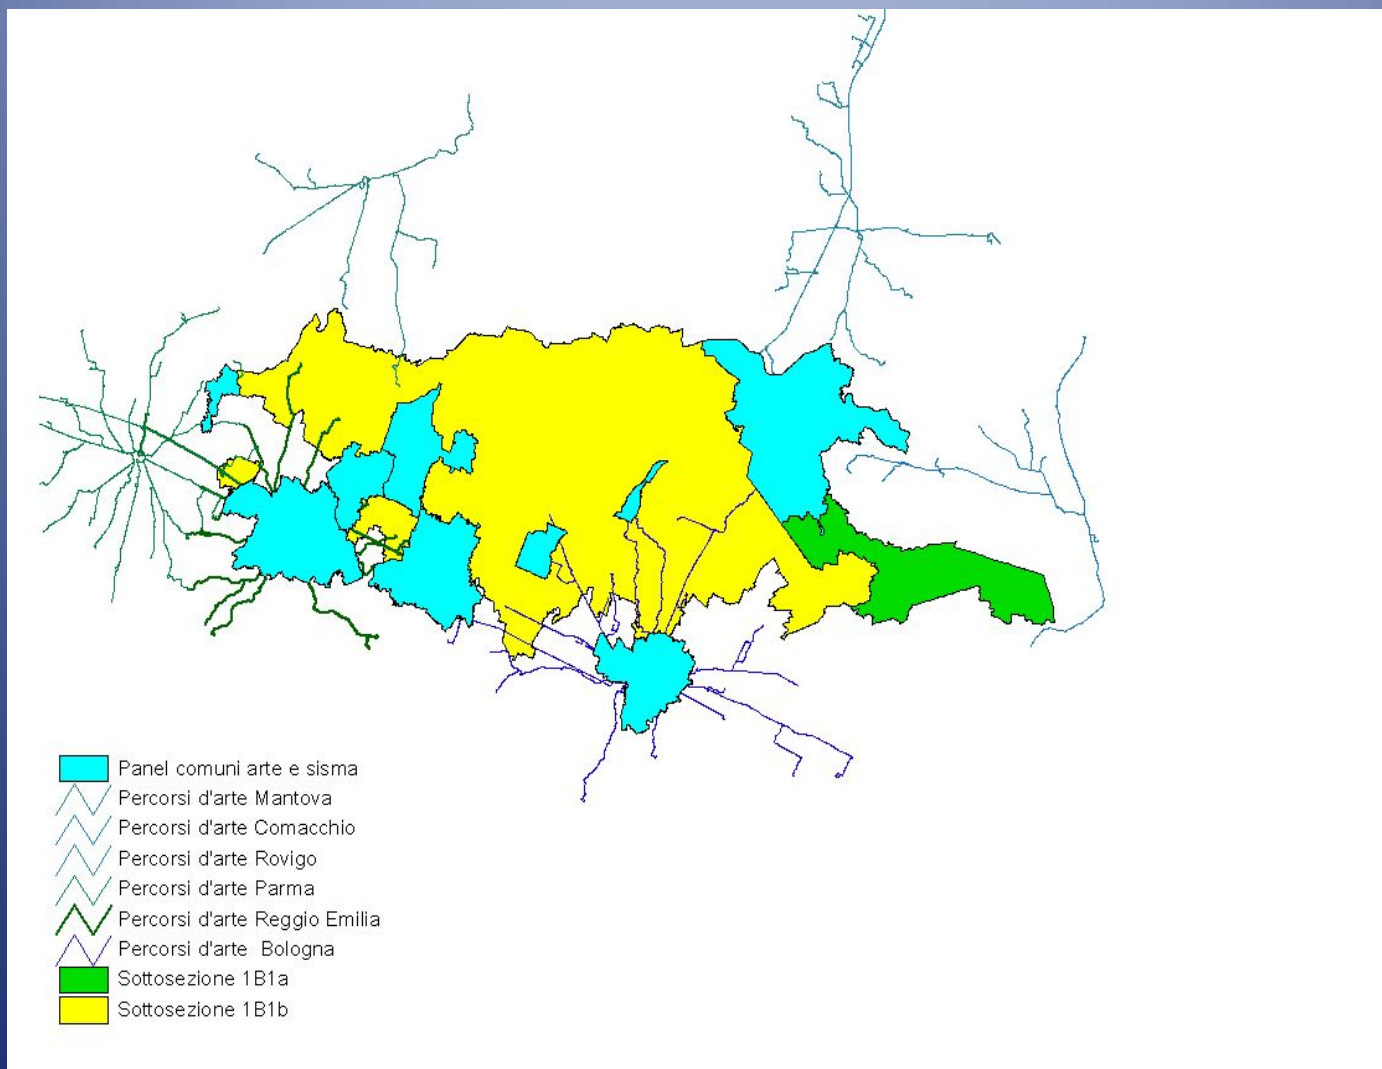 Panel comuni arte e sisma
Percorsi d'arte Mantova
Percorsi d'arte Comacchio
Percorsi d'arte Rovigo
Percorsi d'arte Parma
Percorsi d'arte Reggio Emilia
Percorsi d'arte Bologna
Sottosezione 1B1a
Sottosezione 1B1b